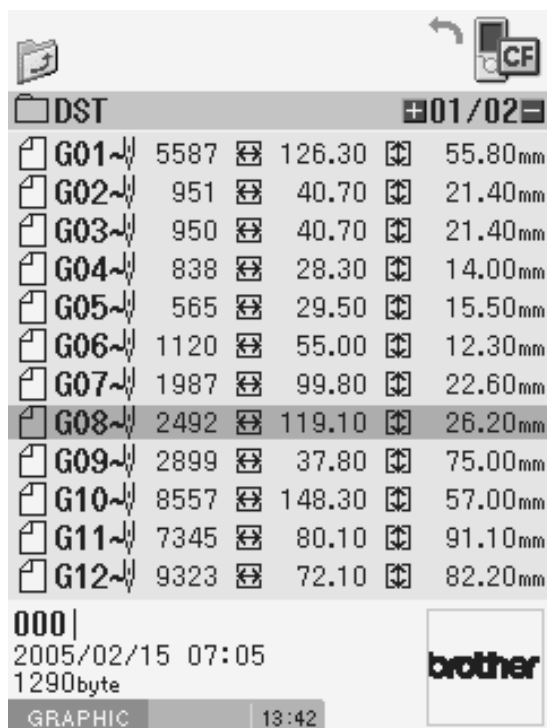 CF
DST 01/02
G01~ 5587 126.30 55.80mm
G02~ 951 40.70 21.40mm
G03~ 950 40.70 21.40mm
G04~ 838 28.30 14.00mm
G05~ 565 29.50 15.50mm
G06~ 1120 55.00 12.30mm
G07~ 1987 99.80 22.60mm
G08~ 2492 119.10 26.20mm
G09~ 2899 37.80 75.00mm
G10~ 8557 148.30 57.00mm
G11~ 7345 80.10 91.10mm
G12~ 9323 72.10 82.20mm
000|
2005/02/15 07:05
1290byte
brother
GRAPHIC 13:42